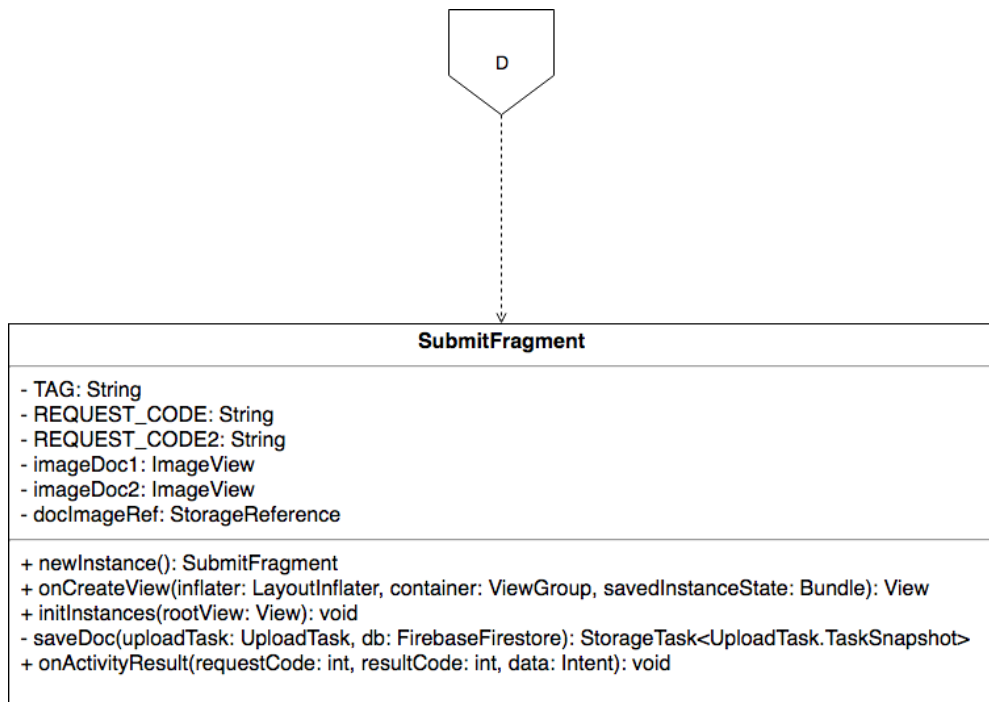 D
SubmitFragment
- TAG: String
- REQUEST_CODE: String
- REQUEST_CODE2: String
- imageDoc1: ImageView
- imageDoc2: ImageView
- docImageRef: StorageReference
+ newInstance(): SubmitFragment
+ onCreateView(inflater: LayoutInflater, container: ViewGroup, savedInstanceState: Bundle): View
+ initInstances(rootView: View): void
- saveDoc(uploadTask: UploadTask, db: FirebaseFirestore): StorageTask<UploadTask.TaskSnapshot>
+ onActivityResult(requestCode: int, resultCode: int, data: Intent): void